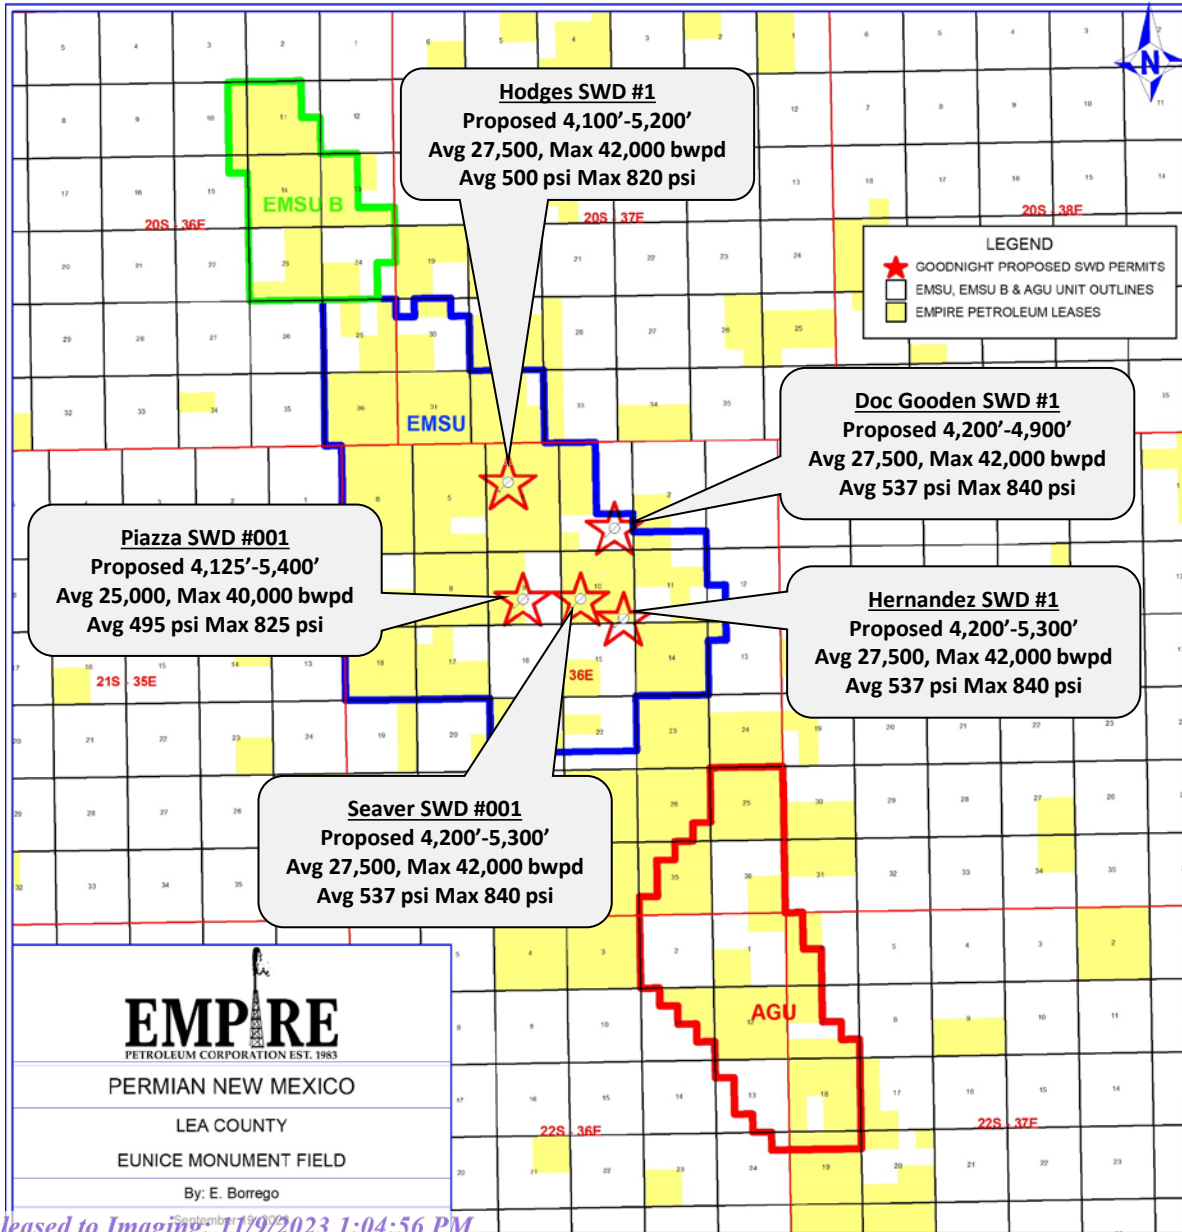 Hodges SWD #1
Proposed 4,100’-5,200’
Avg 27,500, Max 42,000 bwpd
Avg 500 psi Max 820 psi
N
EMSU B
20S - 36E
20S - 37E
20S - 38E
LEGEND
GOODNIGHT PROPOSED SWD PERMITS
EMSU, EMSU B & AGU UNIT OUTLINES
EMPIRE PETROLEUM LEASES
EMSU
Doc Gooden SWD #1
Proposed 4,200’-4,900’
Avg 27,500, Max 42,000 bwpd
Avg 537 psi Max 840 psi
Piazza SWD #001
Proposed 4,125’-5,400’
Avg 25,000, Max 40,000 bwpd
Avg 495 psi Max 825 psi
Hernandez SWD #1
Proposed 4,200’-5,300’
Avg 27,500, Max 42,000 bwpd
Avg 537 psi Max 840 psi
21S - 35E
36E
Seaver SWD #001
Proposed 4,200’-5,300’
Avg 27,500, Max 42,000 bwpd
Avg 537 psi Max 840 psi
AGU
22S - 36E
22S - 37E
EMPIRE
PETROLEUM CORPORATION EST. 1983
PERMIAN NEW MEXICO
LEA COUNTY
EUNICE MONUMENT FIELD
By: E. Borrego
leased to Imaging: 11/9/2023 1:04:56 PM